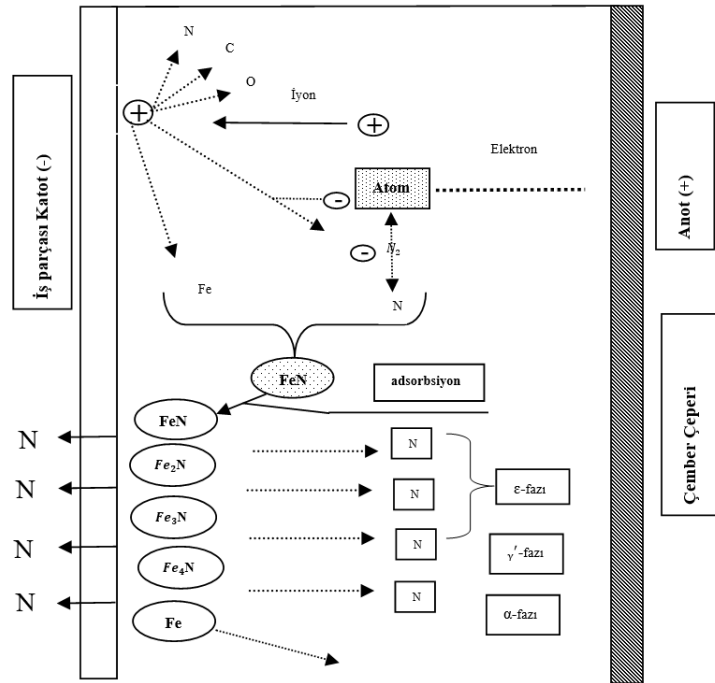 N
C
O
İyon
+
+
Elektron
Atom
-
-
N₂
Fe
N
İş parçası Katot (-)
Anot (+)
Çember Çeperi
FeN
adsorbsiyon
FeN
N
N
Fe₂N
N
N
ε-fazı
Fe₃N
N
N
γ′-fazı
Fe₄N
N
N
α-fazı
Fe